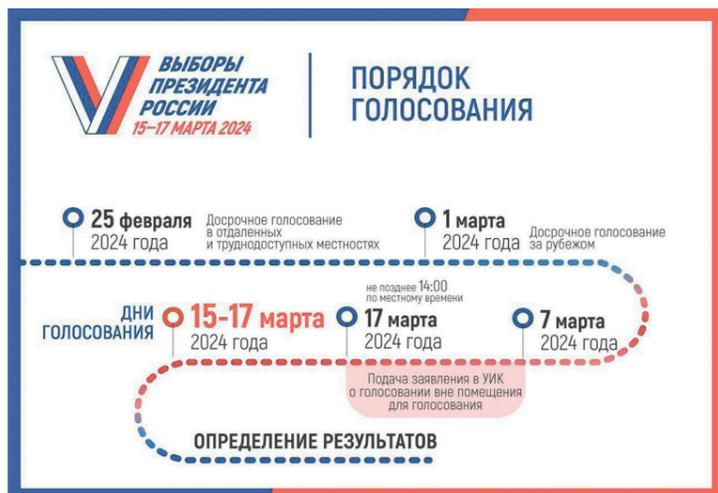 ВЫБОРЫ
ПРЕЗИДЕНТА
РОССИИ
15–17 МАРТА 2024
ПОРЯДОК
ГОЛОСОВАНИЯ
25 февраля
2024 года
Досрочное голосование
в отдаленных
и труднодоступных местностях
1 марта
2024 года
Досрочное голосование
за рубежом
ДНИ
ГОЛОСОВАНИЯ
15-17 марта
2024 года
не позднее 14:00
по местному времени
17 марта
2024 года
7 марта
2024 года
Подача заявления в УИК
о голосовании вне помещения
для голосования
ОПРЕДЕЛЕНИЕ РЕЗУЛЬТАТОВ